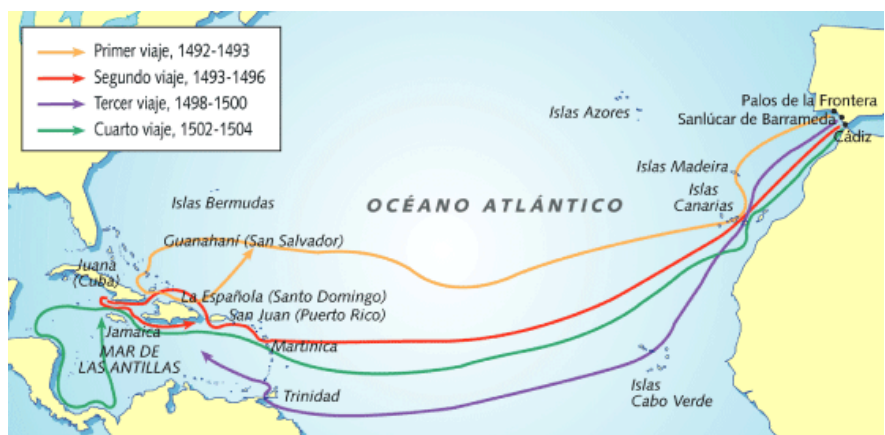 Primer viaje, 1492-1493
Segundo viaje, 1493-1496
Tercer viaje, 1498-1500
Cuarto viaje, 1502-1504
Islas Azores
Palos de la Frontera
Sanlúcar de Barrameda
Cádiz
Islas Madeira
Islas
Canarias
Islas Bermudas
OCÉANO ATLÁNTICO
Guanahaní (San Salvador)
Juana
(Cuba)
La Española (Santo Domingo)
San Juan (Puerto Rico)
Jamaica
MAR DE
LAS ANTILLAS
Martinica
Trinidad
Islas
Cabo Verde